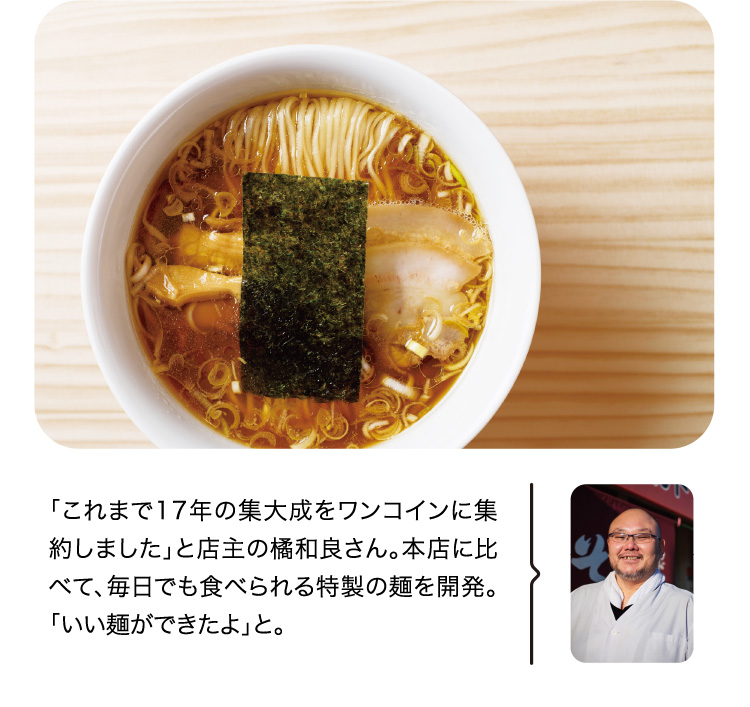 「これまで17年の集大成をワンコインに集
約しました」と店主の橘和良さん。本店に比
べて、毎日でも食べられる特製の麺を開発。
「いい麺ができたよ」と。